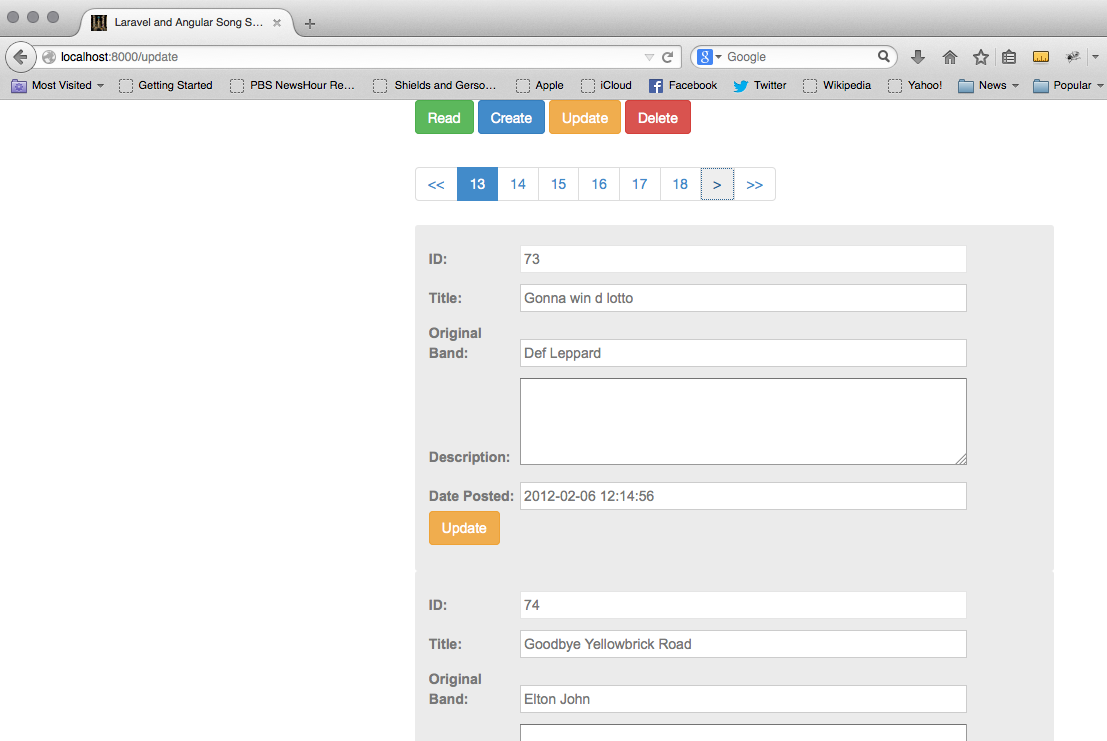 Laravel and Angular Song S...
localhost:8000/update
Google
Most Visited Getting Started PBS NewsHour Re... Shields and Gerso... Apple iCloud Facebook Twitter Wikipedia Yahoo! News Popular
Read Create Update Delete
<< 13 14 15 16 17 18 > >>
ID: 73
Title: Gonna win d lotto
Original
Band: Def Leppard
Description:
Date Posted: 2012-02-06 12:14:56
Update
ID: 74
Title: Goodbye Yellowbrick Road
Original
Band: Elton John